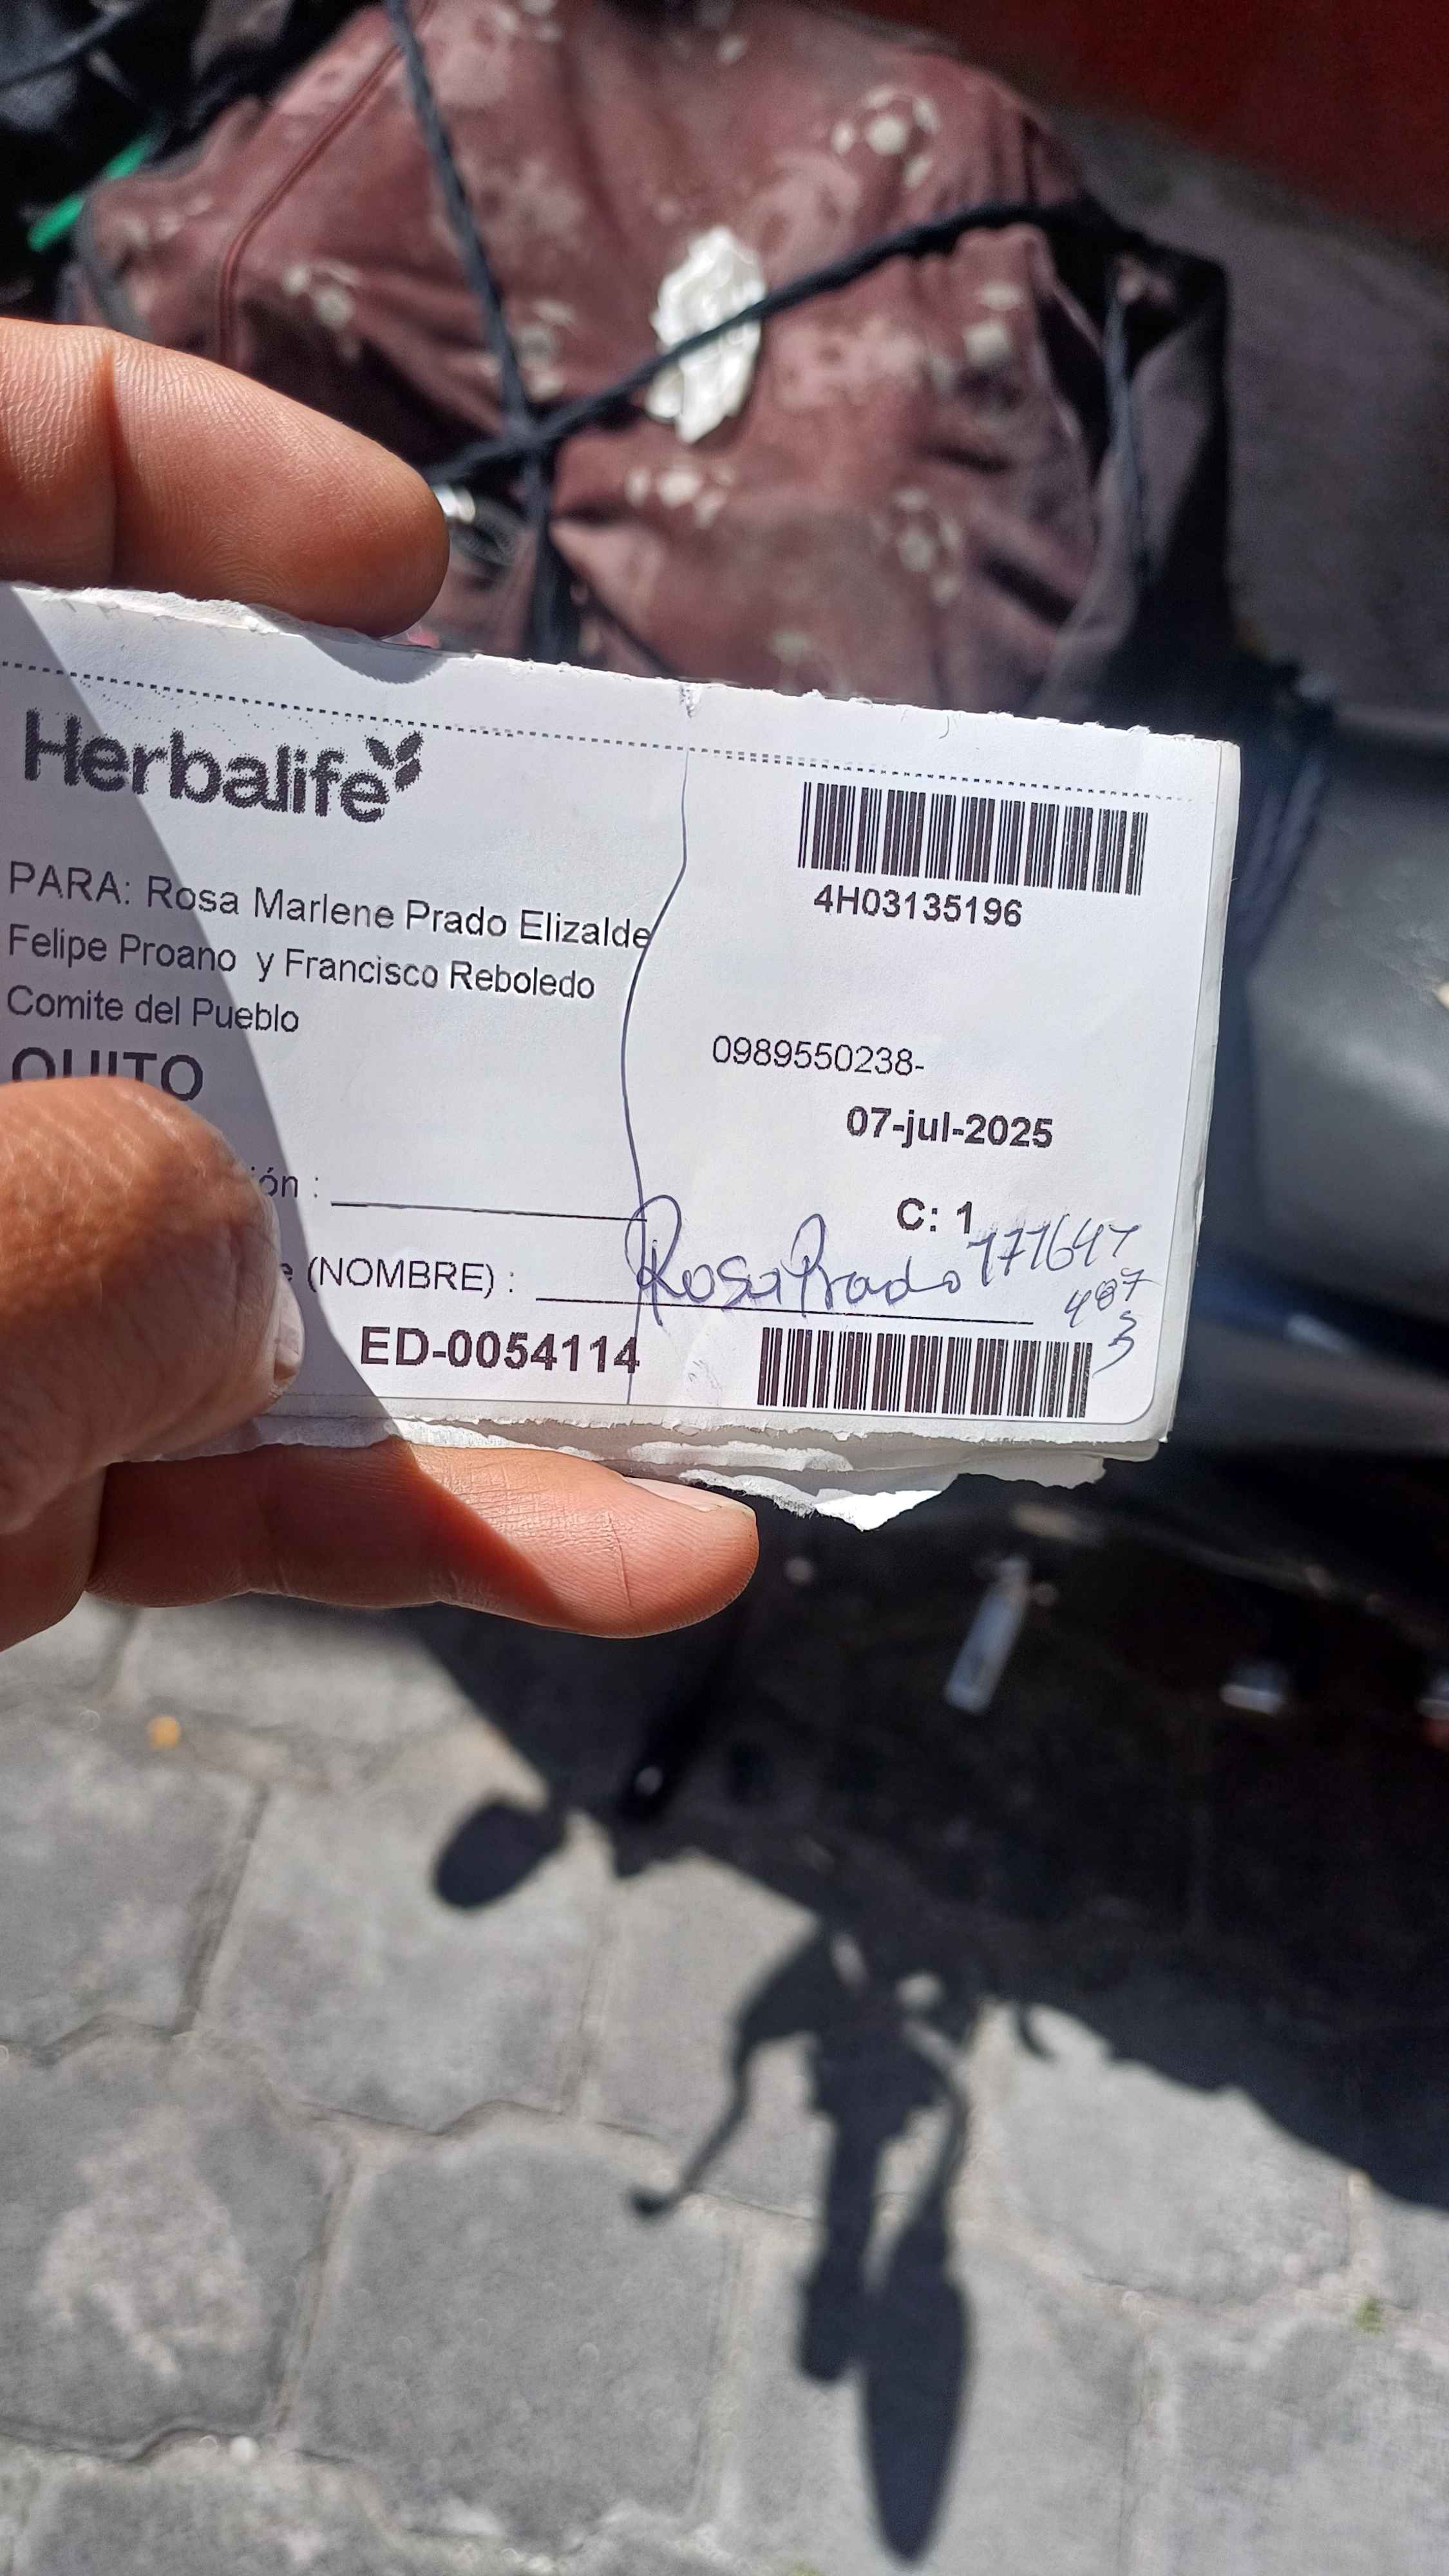 Herbalife
4H03135196
PARA: Rosa Marlene Prado Elizalde
Felipe Proano y Francisco Reboledo
Comite del Pueblo
QUITO
0989550238-
07-jul-2025
C: 1
ón :
e (NOMBRE) : Rosa Prado
ED-0054114